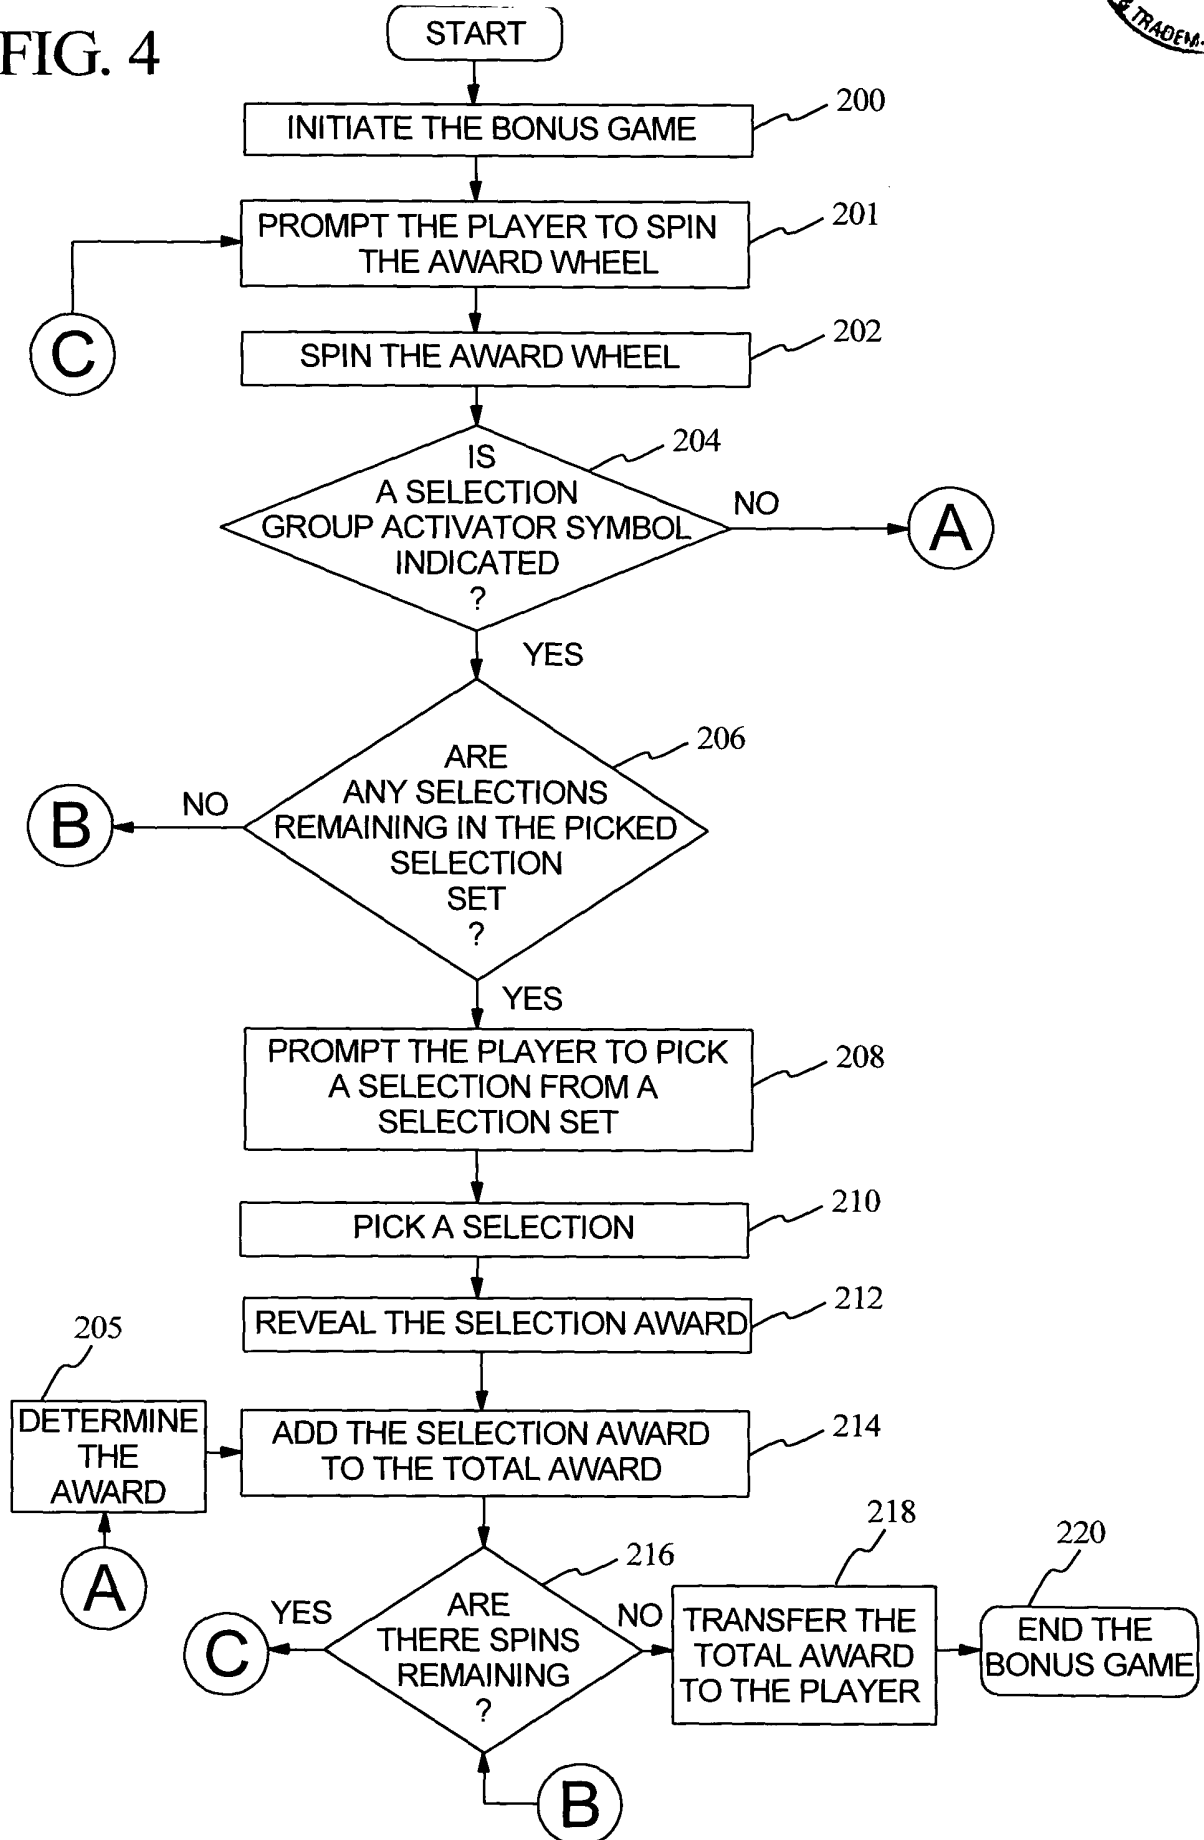 FIG. 4
START
INITIATE THE BONUS GAME
200
PROMPT THE PLAYER TO SPIN
THE AWARD WHEEL
201
C
SPIN THE AWARD WHEEL
202
IS
A SELECTION
GROUP ACTIVATOR SYMBOL
INDICATED
?
204
NO
A
YES
ARE
ANY SELECTIONS
REMAINING IN THE PICKED
SELECTION
SET
?
206
NO
B
YES
PROMPT THE PLAYER TO PICK
A SELECTION FROM A
SELECTION SET
208
PICK A SELECTION
210
REVEAL THE SELECTION AWARD
212
205
DETERMINE
THE
AWARD
A
ADD THE SELECTION AWARD
TO THE TOTAL AWARD
214
ARE
THERE SPINS
REMAINING
?
216
YES
C
NO
TRANSFER THE
TOTAL AWARD
TO THE PLAYER
218
END THE
BONUS GAME
220
B